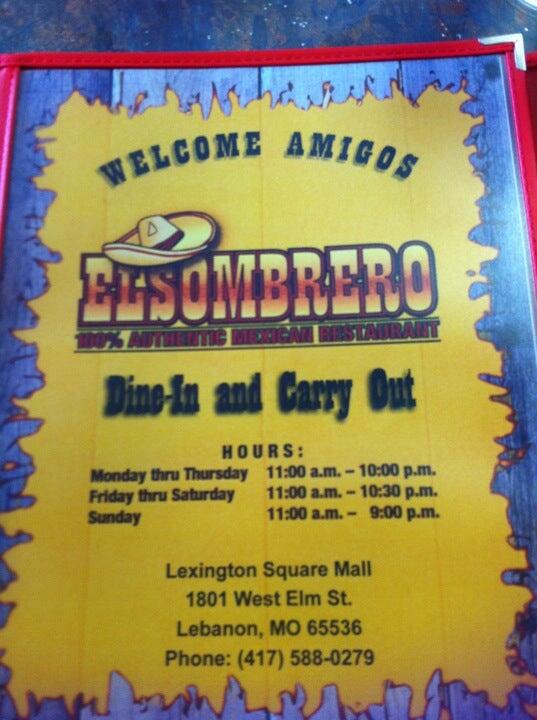 WELCOME AMIGOS
ELSOMBRERO
100% AUTHENTIC MEXICAN RESTAURANT
Dine-In and Carry Out
HOURS:
Monday thru Thursday 11:00 a.m. – 10:00 p.m.
Friday thru Saturday 11:00 a.m. – 10:30 p.m.
Sunday 11:00 a.m. – 9:00 p.m.
Lexington Square Mall
1801 West Elm St.
Lebanon, MO 65536
Phone: (417) 588-0279